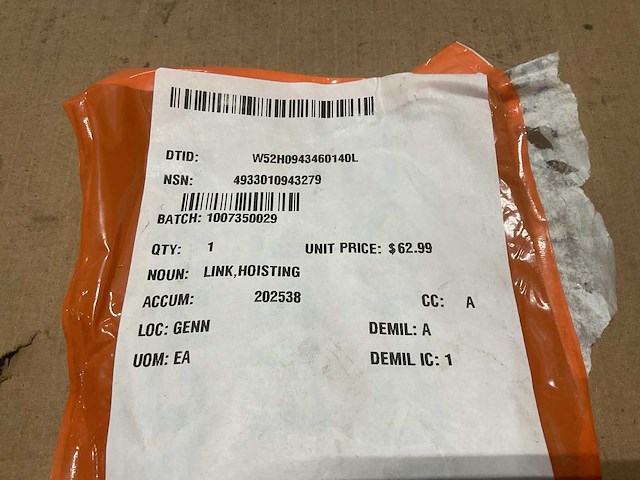 DTID: W52H0943460140L
NSN: 4933010943279
BATCH: 1007350029
QTY: 1 UNIT PRICE: $62.99
NOUN: LINK,HOISTING
ACCUM: 202538 CC: A
LOC: GENN DEMIL: A
UOM: EA DEMIL IC: 1